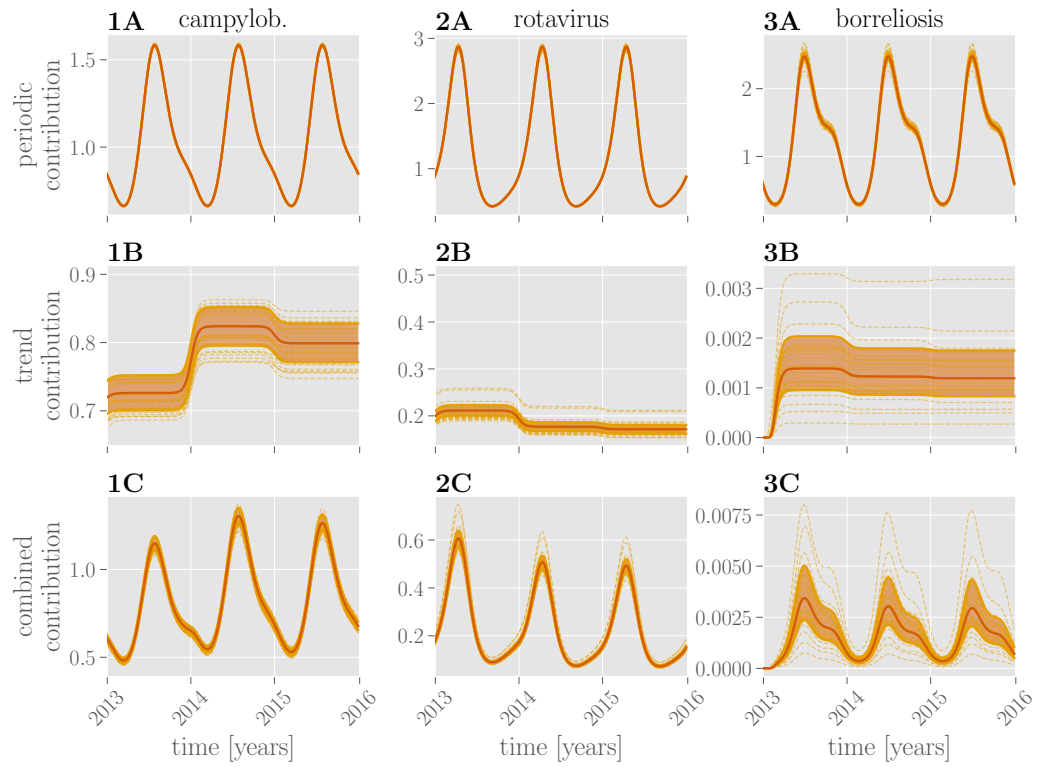 1A campylob. 2A rotavirus 3A borreliosis
periodic
contribution
1.5
1.0
3
2
1
2
1
1B 2B 3B
trend
contribution
0.9
0.8
0.7
0.5
0.4
0.3
0.2
0.003
0.002
0.001
0.000
1C 2C 3C
combined
contribution
1.0
0.5
0.6
0.4
0.2
0.0075
0.0050
0.0025
0.0000
2013 2014 2015 2016 2013 2014 2015 2016 2013 2014 2015 2016
time [years] time [years] time [years]